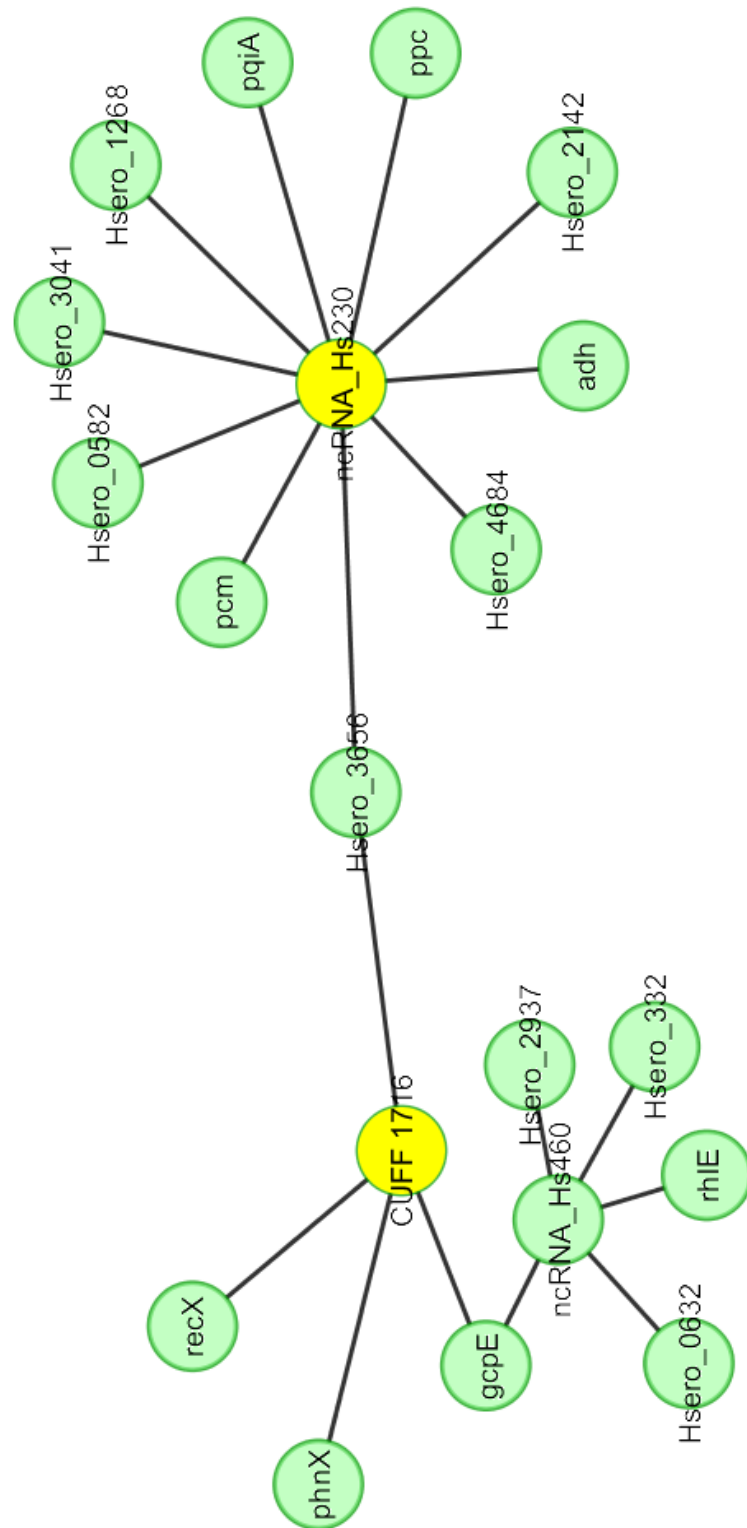 pqiA
ppc
Hsero_1268
Hsero_2142
Hsero_3041
ncRNA_Hs230
adh
Hsero_0582
Hsero_4684
pcm
Hsero_3656
Hsero_2937
Hsero_332
CUFF 1716
rhlE
ncRNA_Hs460
recX
gcpE
Hsero_0632
phnX